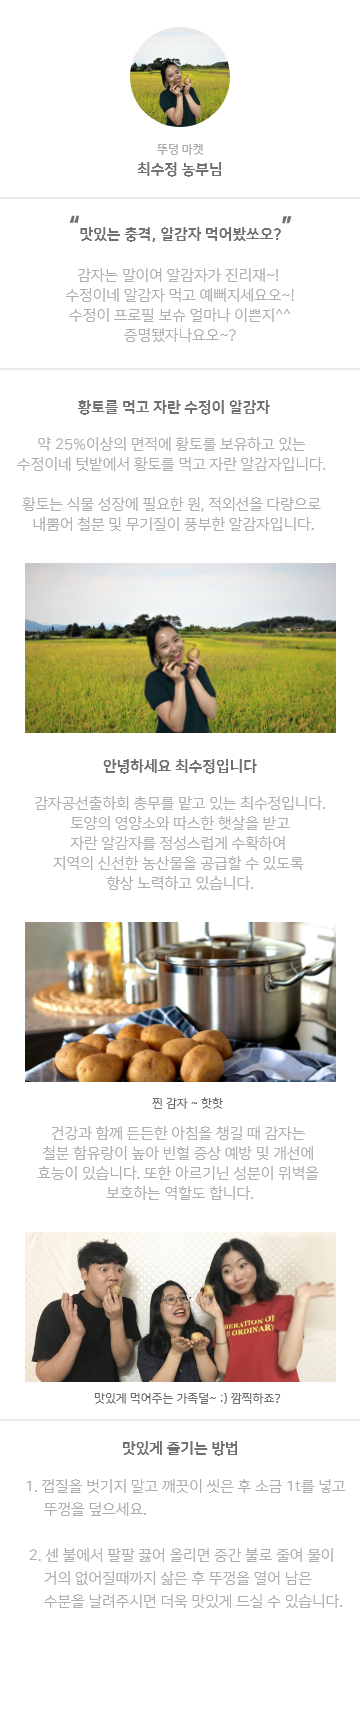 뚜덩 마켓
최수정 농부님
“맛있는 충격, 알감자 먹어봤쏘오?”
감자는 말이여 알감자가 진리재~!
수정이네 알감자 먹고 예뻐지세요오~!
수정이 프로필 보슈 얼마나 이쁜지^^
증명됐자나요오~?
황토를 먹고 자란 수정이 알감자
약 25%이상의 면적에 황토를 보유하고 있는
수정이네 텃밭에서 황토를 먹고 자란 알감자입니다.
황토는 식물 성장에 필요한 원, 적외선을 다량으로
내뿜어 철분 및 무기질이 풍부한 알감자입니다.
안녕하세요 최수정입니다
감자공선출하회 총무를 맡고 있는 최수정입니다.
토양의 영양소와 따스한 햇살을 받고
자란 알감자를 정성스럽게 수확하여
지역의 신선한 농산물을 공급할 수 있도록
항상 노력하고 있습니다.
찐 감자 ~ 핫핫
건강과 함께 든든한 아침을 챙길 때 감자는
철분 함유랑이 높아 빈혈 증상 예방 및 개선에
효능이 있습니다. 또한 아르기닌 성분이 위벽을
보호하는 역할도 합니다.
BERATION OF
E ORDINARY
맛있게 먹어주는 가족덜~ :) 깜찍하죠?
맛있게 즐기는 방법
1. 껍질을 벗기지 말고 깨끗이 씻은 후 소금 1t를 넣고
뚜껑을 덮으세요.
2. 센 불에서 팔팔 끓어 올리면 중간 불로 줄여 물이
거의 없어질때까지 삶은 후 뚜껑을 열어 남은
수분을 날려주시면 더욱 맛있게 드실 수 있습니다.